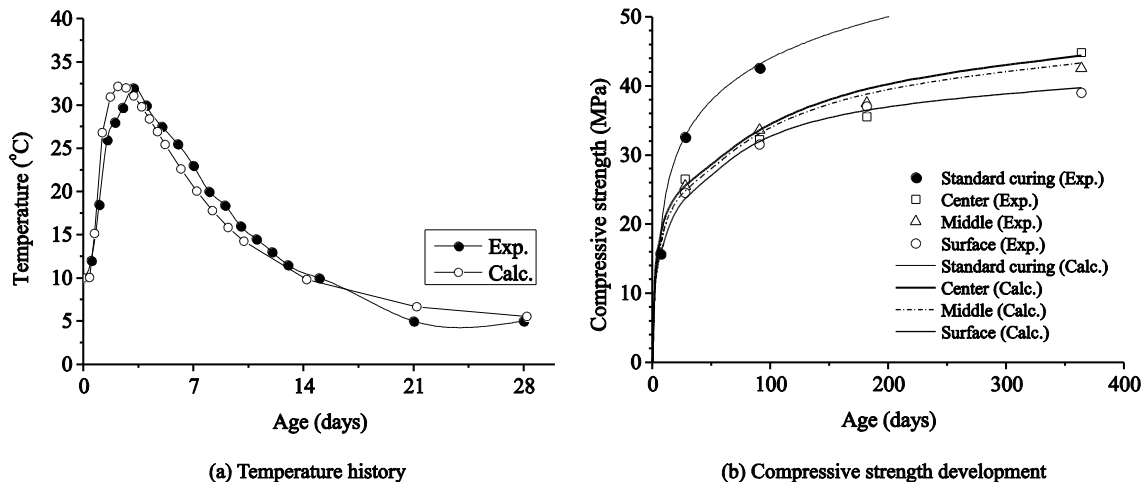 40
35
30
25
20
15
10
5
0
Temperature (°C)
Exp.
Calc.
0 7 14 21 28
Age (days)
(a) Temperature history
50
40
30
20
10
0
Compressive strength (MPa)
Standard curing (Exp.)
Center (Exp.)
Middle (Exp.)
Surface (Exp.)
Standard curing (Calc.)
Center (Calc.)
Middle (Calc.)
Surface (Calc.)
0 100 200 300 400
Age (days)
(b) Compressive strength development